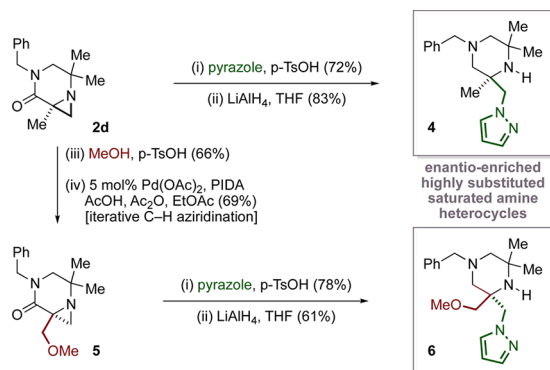 Ph
N
Me
Me
N
O
Me
2d
(i) pyrazole, p-TsOH (72%)
(ii) LiAlH4, THF (83%)
Ph
N
Me
Me
N
H
Me
N
N
4
enantio-enriched
highly substituted
saturated amine
heterocycles
(iii) MeOH, p-TsOH (66%)
(iv) 5 mol% Pd(OAc)2, PIDA
AcOH, Ac2O, EtOAc (69%)
[iterative C–H aziridination]
Ph
N
Me
Me
N
O
OMe
5
(i) pyrazole, p-TsOH (78%)
(ii) LiAlH4, THF (61%)
Ph
N
Me
Me
N
H
MeO
N
N
6